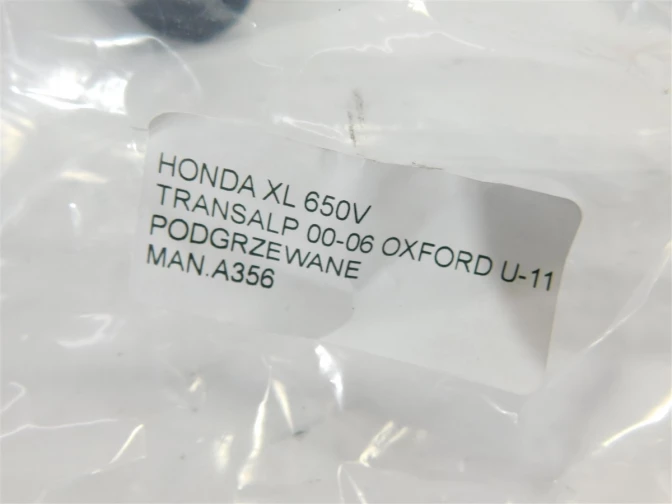 HONDA XL 650V
TRANSALP 00-06 OXFORD U-11
PODGRZEWANE
MAN.A356